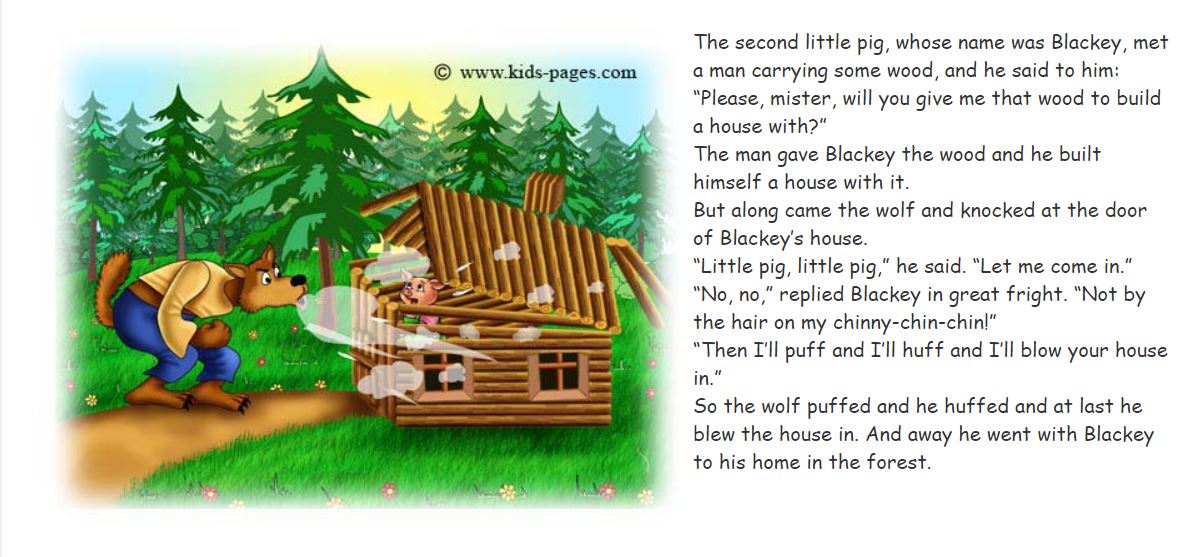 © www.kids-pages.com
The second little pig, whose name was Blackey, met
a man carrying some wood, and he said to him:
“Please, mister, will you give me that wood to build
a house with?”
The man gave Blackey the wood and he built
himself a house with it.
But along came the wolf and knocked at the door
of Blackey’s house.
“Little pig, little pig,” he said. “Let me come in.”
“No, no,” replied Blackey in great fright. “Not by
the hair on my chinny-chin-chin!”
“Then I’ll puff and I’ll huff and I’ll blow your house
in.”
So the wolf puffed and he huffed and at last he
blew the house in. And away he went with Blackey
to his home in the forest.